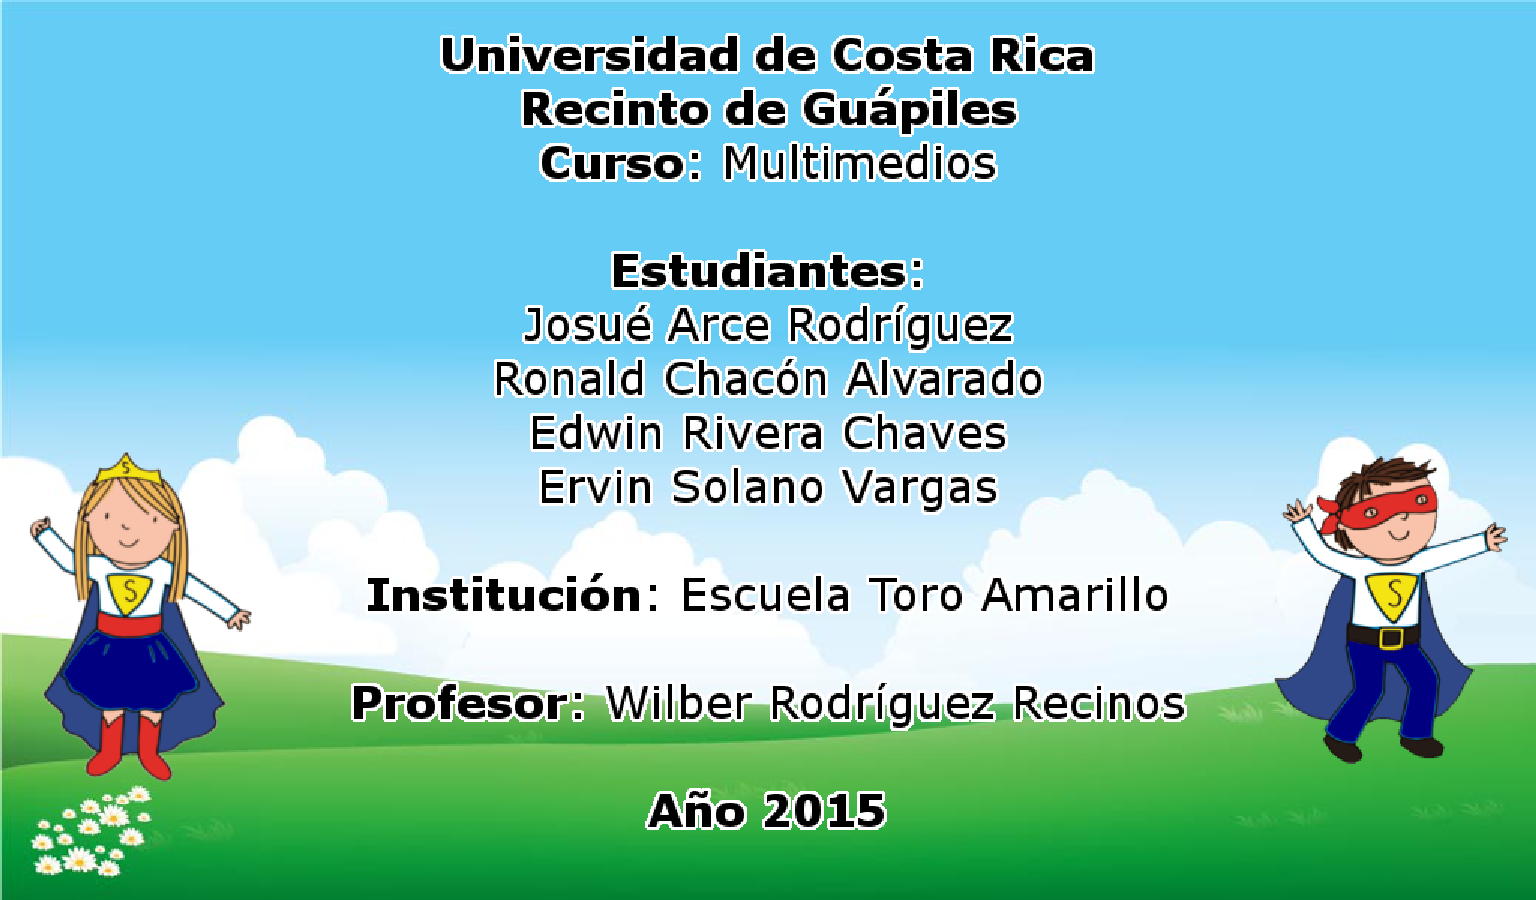 Universidad de Costa Rica
Recinto de Guápiles
Curso: Multimedios
Estudiantes:
Josué Arce Rodríguez
Ronald Chacón Alvarado
Edwin Rivera Chaves
Ervin Solano Vargas
Institución: Escuela Toro Amarillo
Profesor: Wilber Rodríguez Recinos
Año 2015
S
S
S